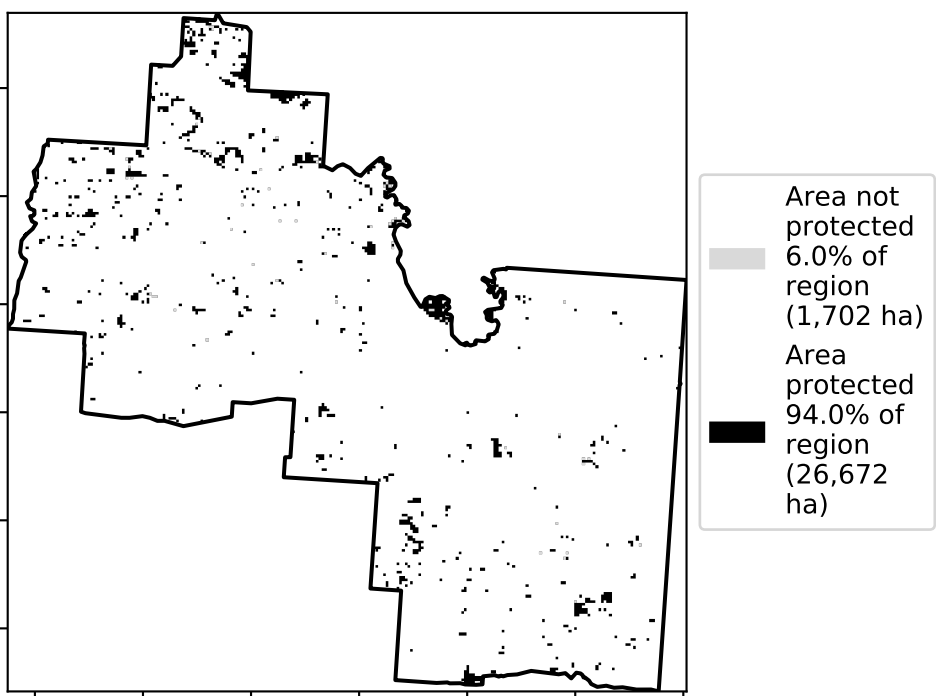 Area not
protected
6.0% of
region
(1,702 ha)
Area
protected
94.0% of
region
(26,672
ha)